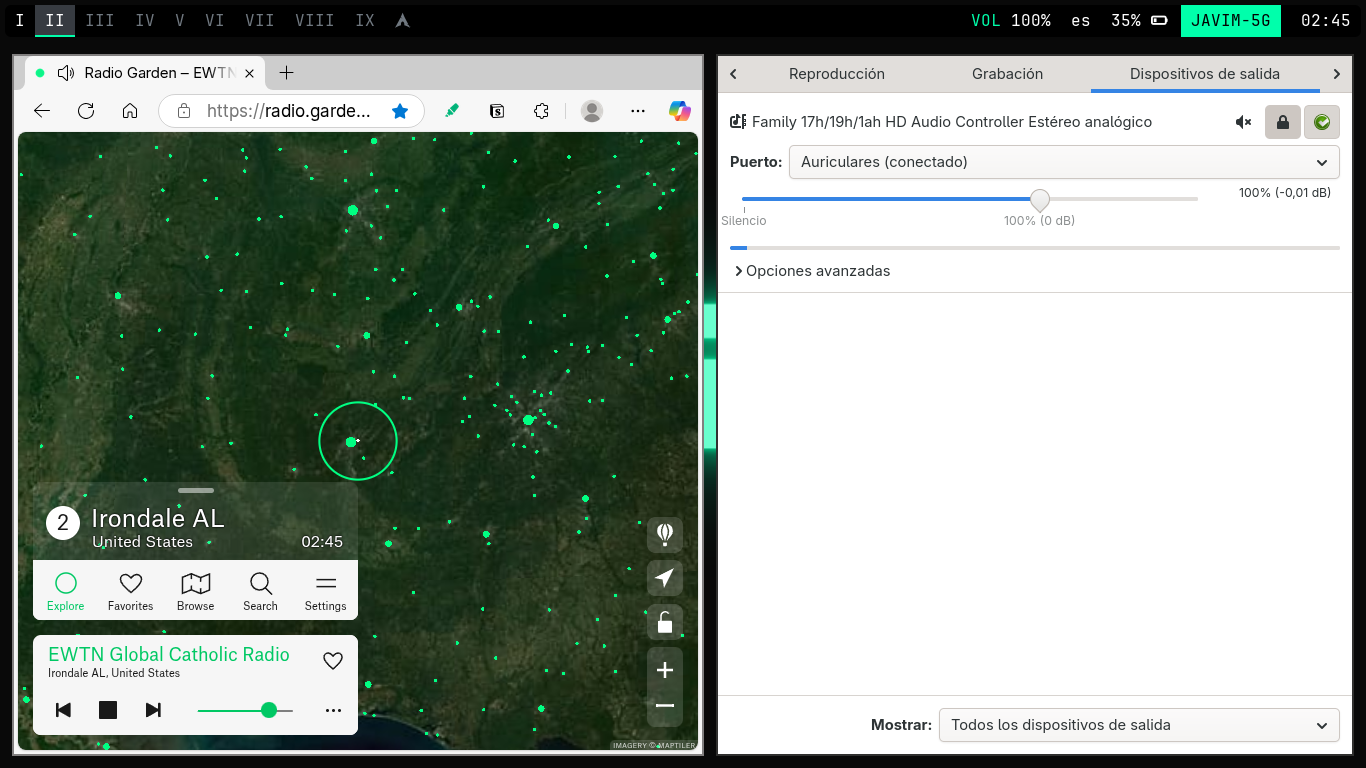 I II III IV V VI VII VIII IX
VOL 100% es 35% JAVIM-5G 02:45
Radio Garden – EWTN
https://radio.garde...
Irondale AL
2
United States 02:45
Explore Favorites Browse Search Settings
EWTN Global Catholic Radio
Irondale AL, United States
IMAGERY © MAPTILER
Reproducción Grabación Dispositivos de salida
Family 17h/19h/1ah HD Audio Controller Estéreo analógico
Puerto: Auriculares (conectado)
100% (-0,01 dB)
Silencio 100% (0 dB)
Opciones avanzadas
Mostrar: Todos los dispositivos de salida